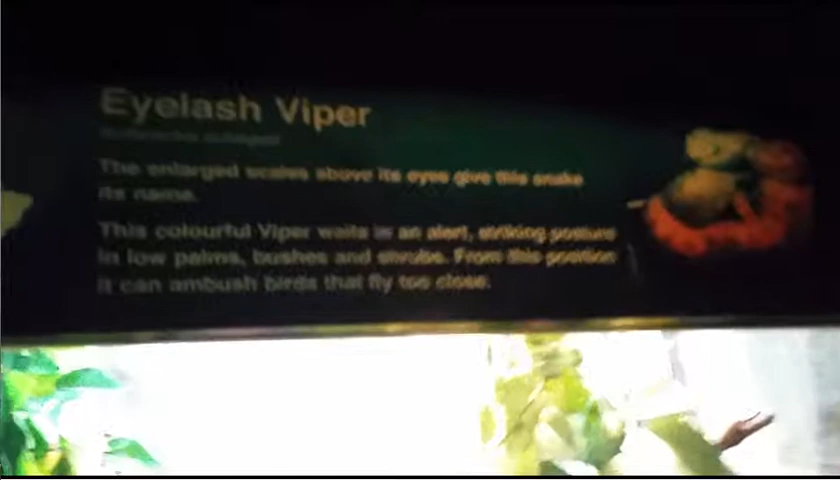 Eyelash Viper
The enlarged scales above its eyes give this snake
its name.
This colourful Viper waits in an alert, striking posture
in low palms, bushes and shrubs. From this position
it can ambush birds that fly too close.